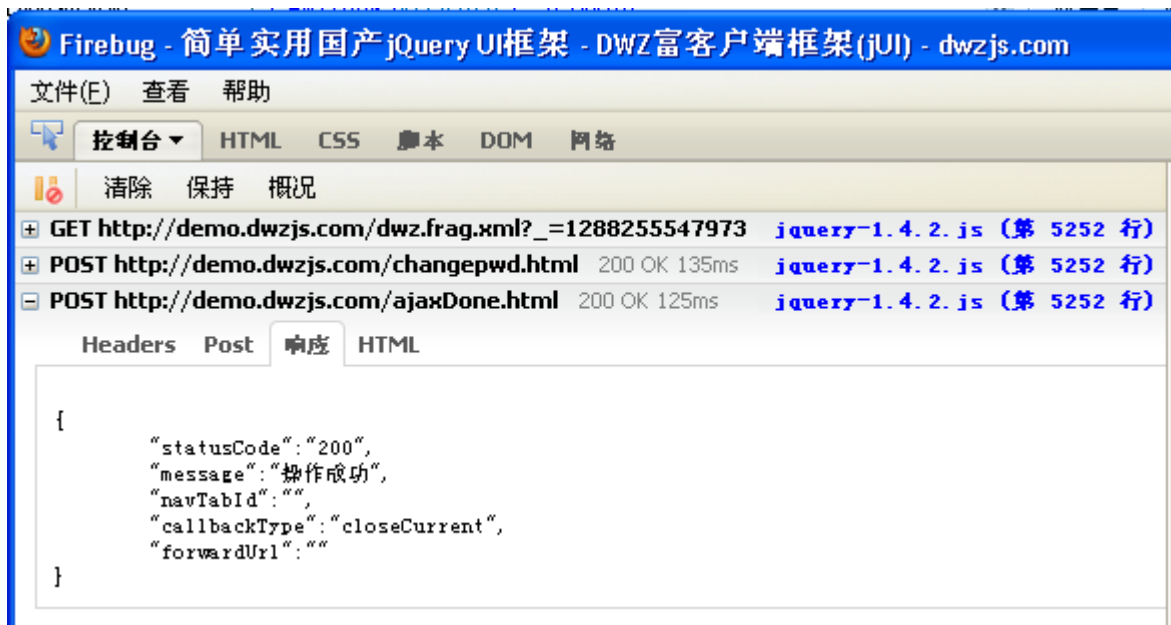 Firebug - 简单实用国产jQuery UI框架 - DWZ富客户端框架(jUI) - dwzjs.com
文件(F) 查看 帮助
控制台 HTML CSS 脚本 DOM 网络
清除 保持 概况
GET http://demo.dwzjs.com/dwz.frag.xml?_=1288255547973 jquery-1.4.2.js (第 5252 行)
POST http://demo.dwzjs.com/changepwd.html 200 OK 135ms jquery-1.4.2.js (第 5252 行)
POST http://demo.dwzjs.com/ajaxDone.html 200 OK 125ms jquery-1.4.2.js (第 5252 行)
Headers Post 响应 HTML
{
"statusCode":"200",
"message":"操作成功",
"navTabId":"",
"callbackType":"closeCurrent",
"forwardUrl":""
}